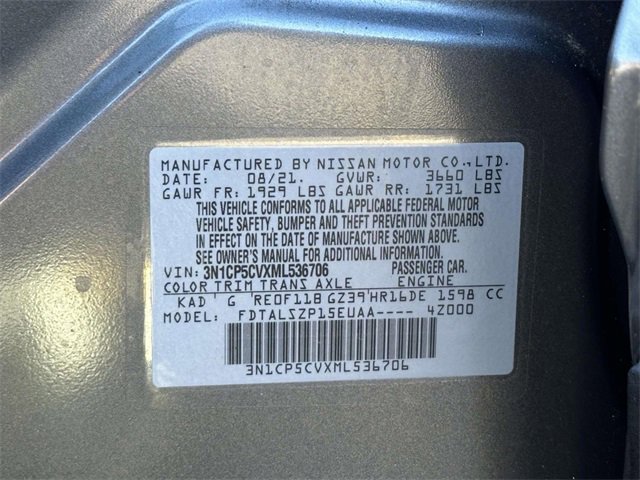 MANUFACTURED BY NISSAN MOTOR CO.,LTD.
DATE: 08/21. GVWR: 3660 LBS
GAWR FR: 1929 LBS GAWR RR: 1731 LBS
THIS VEHICLE CONFORMS TO ALL APPLICABLE FEDERAL MOTOR
VEHICLE SAFETY, BUMPER AND THEFT PREVENTION STANDARDS
IN EFFECT ON THE DATE OF MANUFACTURE SHOWN ABOVE.
SEE OWNER'S MANUAL FOR ADDITIONAL INFORMATION.
VIN: 3N1CP5CVXML536706 PASSENGER CAR.
COLOR TRIM TRANS AXLE ENGINE
KAD ' G 'RE0F11B GZ39'HR16DE 1598 CC
MODEL: FDTALSZP15EUAA---- 4Z000
3N1CP5CVXML536706